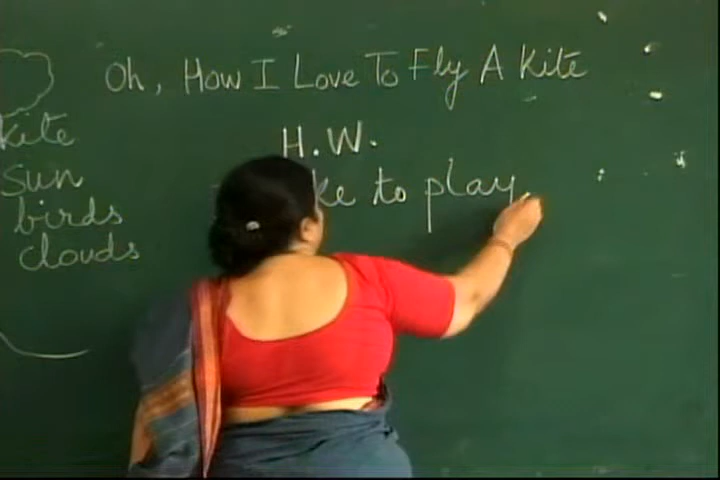 Oh, How I Love To Fly A Kite
kite
sun
birds
clouds
H.W.
ke to play